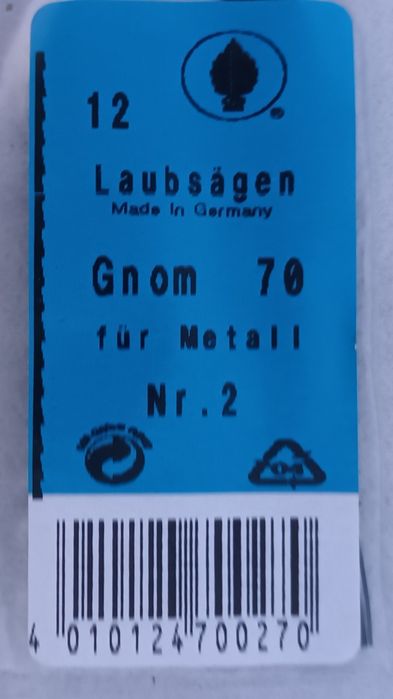 12
Laubsägen
Made in Germany
Gnom 70
für Metall
Nr.2
4 010124 700270